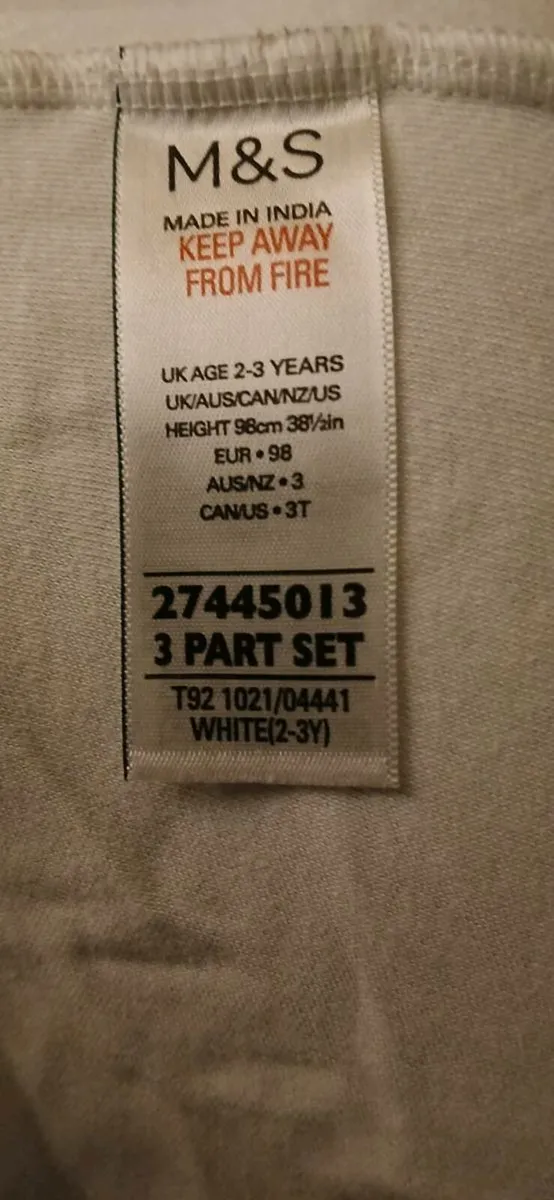 M&S
MADE IN INDIA
KEEP AWAY
FROM FIRE
UK AGE 2-3 YEARS
UK/AUS/CAN/NZ/US
HEIGHT 98cm 38½in
EUR • 98
AUS/NZ • 3
CAN/US • 3T
27445013
3 PART SET
T92 1021/04441
WHITE(2-3Y)